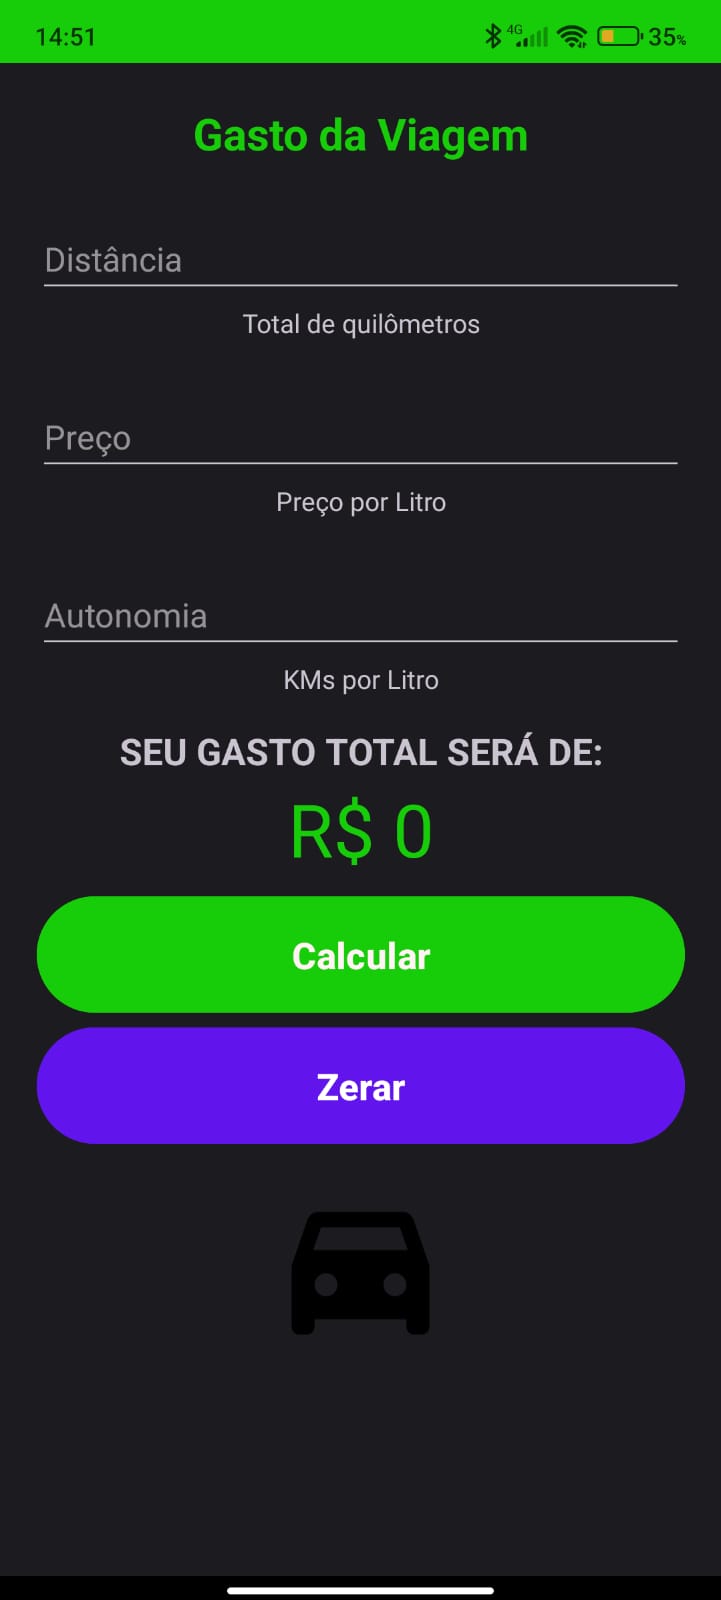 14:51 4G 35%
Gasto da Viagem
Distância
Total de quilômetros
Preço
Preço por Litro
Autonomia
KMs por Litro
SEU GASTO TOTAL SERÁ DE:
R$ 0
Calcular
Zerar